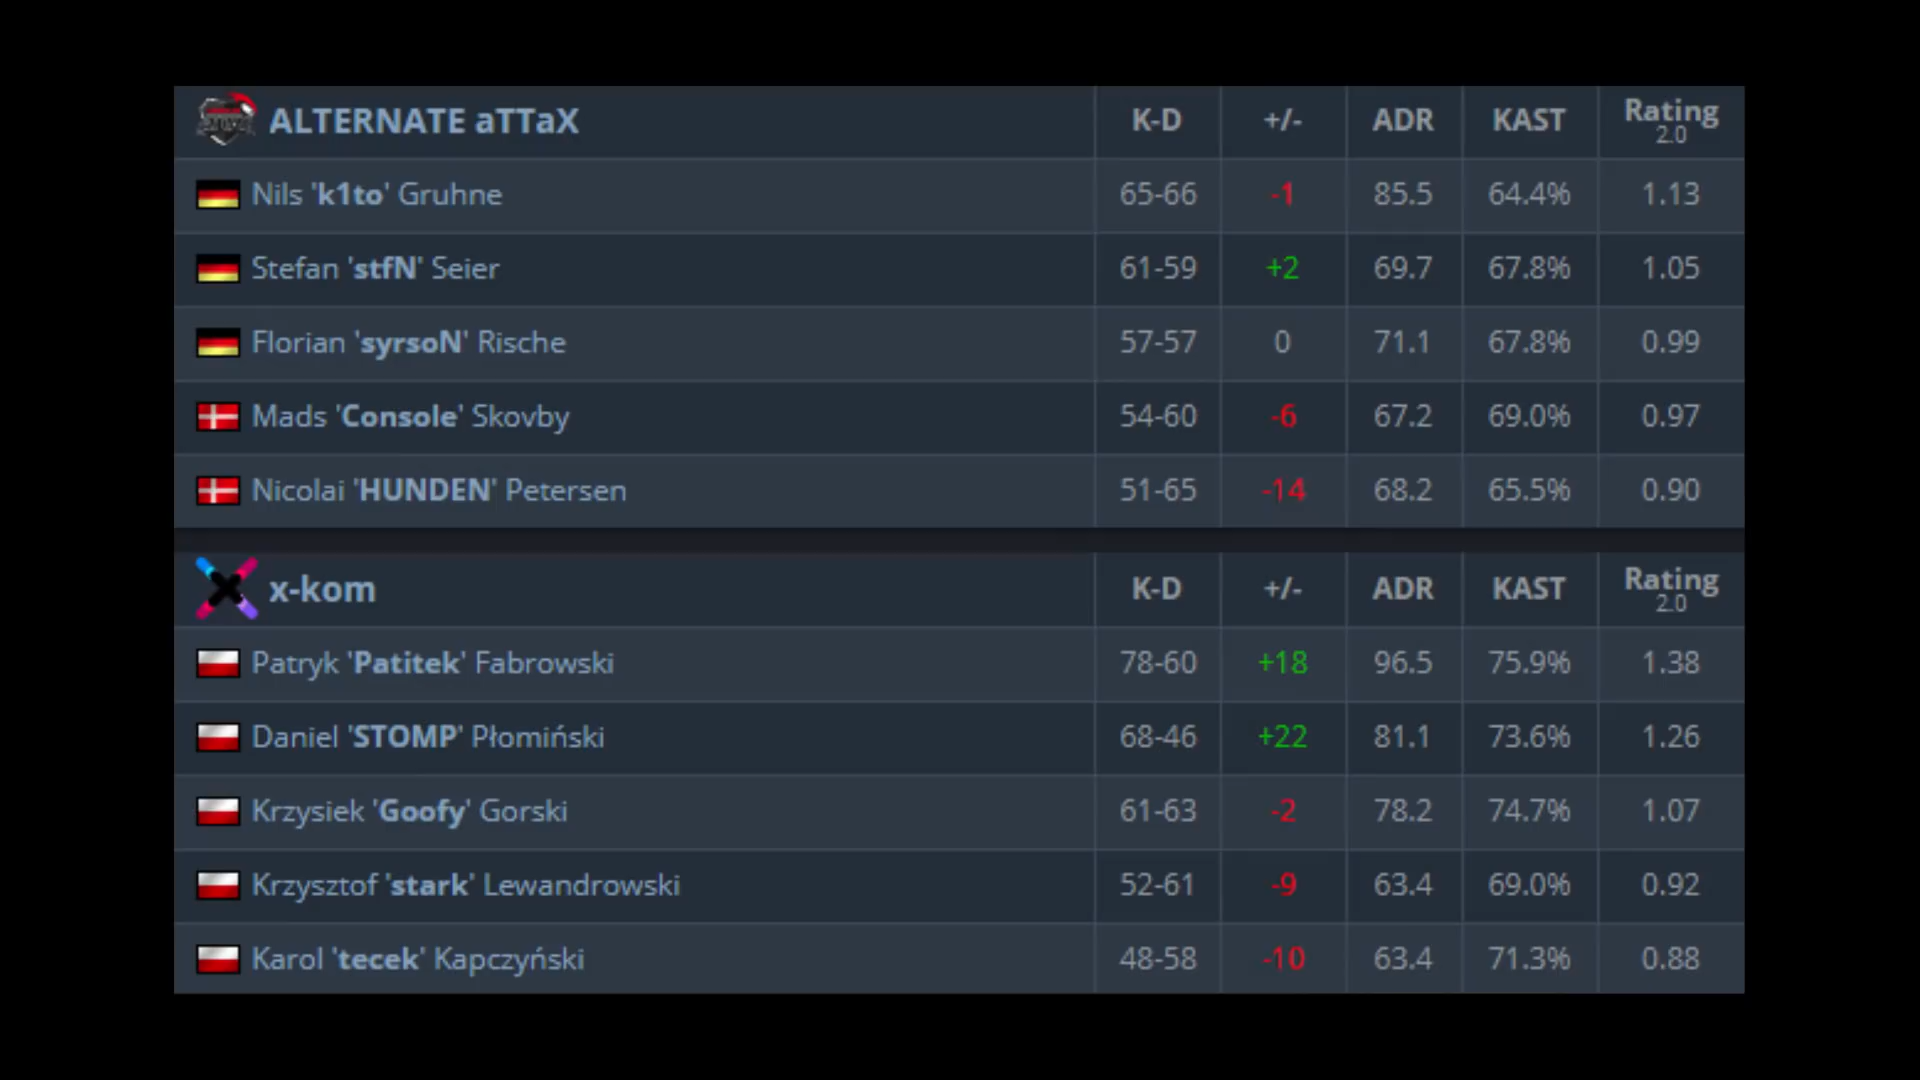 ALTERNATE aTTaX K-D +/- ADR KAST Rating 2.0
Nils 'k1to' Gruhne 65-66 -1 85.5 64.4% 1.13
Stefan 'stfN' Seier 61-59 +2 69.7 67.8% 1.05
Florian 'syrsoN' Rische 57-57 0 71.1 67.8% 0.99
Mads 'Console' Skovby 54-60 -6 67.2 69.0% 0.97
Nicolai 'HUNDEN' Petersen 51-65 -14 68.2 65.5% 0.90
x-kom K-D +/- ADR KAST Rating 2.0
Patryk 'Patitek' Fabrowski 78-60 +18 96.5 75.9% 1.38
Daniel 'STOMP' Płomiński 68-46 +22 81.1 73.6% 1.26
Krzysiek 'Goofy' Gorski 61-63 -2 78.2 74.7% 1.07
Krzysztof 'stark' Lewandrowski 52-61 -9 63.4 69.0% 0.92
Karol 'tecek' Kapczyński 48-58 -10 63.4 71.3% 0.88